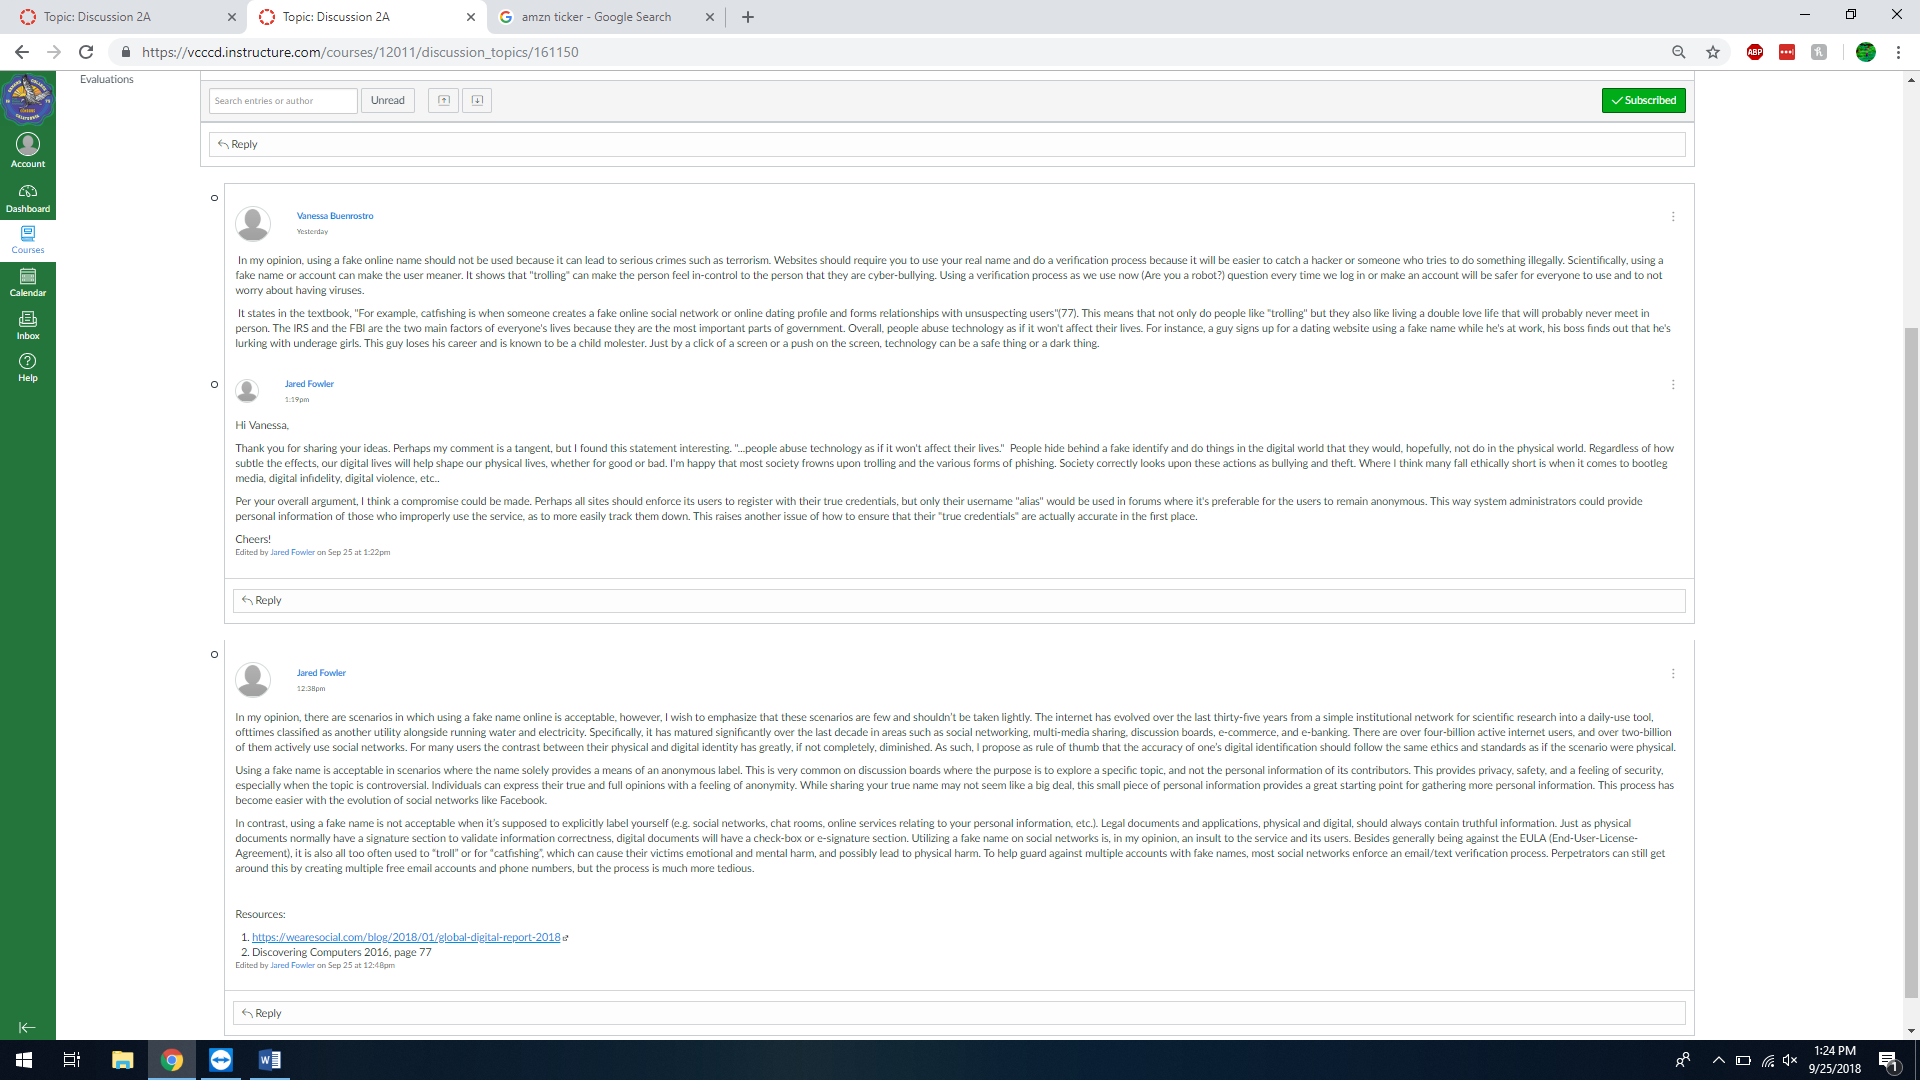 Topic: Discussion 2A
Topic: Discussion 2A
amzn ticker - Google Search
https://vcccd.instructure.com/courses/12011/discussion_topics/161150
ABP
Evaluations
Search entries or author
Unread
Subscribed
Reply
Account
Dashboard
Courses
Calendar
Inbox
Help
Vanessa Buenrostro
Yesterday
In my opinion, using a fake online name should not be used because it can lead to serious crimes such as terrorism. Websites should require you to use your real name and do a verification process because it will be easier to catch a hacker or someone who tries to do something illegally. Scientifically, using a
fake name or account can make the user meaner. It shows that "trolling" can make the person feel in-control to the person that they are cyber-bullying. Using a verification process as we use now (Are you a robot?) question every time we log in or make an account will be safer for everyone to use and to not
worry about having viruses.
It states in the textbook, "For example, catfishing is when someone creates a fake online social network or online dating profile and forms relationships with unsuspecting users"(77). This means that not only do people like "trolling" but they also like living a double love life that will probably never meet in
person. The IRS and the FBI are the two main factors of everyone's lives because they are the most important parts of government. Overall, people abuse technology as if it won't affect their lives. For instance, a guy signs up for a dating website using a fake name while he's at work, his boss finds out that he's
lurking with underage girls. This guy loses his career and is known to be a child molester. Just by a click of a screen or a push on the screen, technology can be a safe thing or a dark thing.
Jared Fowler
1:19pm
Hi Vanessa,
Thank you for sharing your ideas. Perhaps my comment is a tangent, but I found this statement interesting. "...people abuse technology as if it won't affect their lives." People hide behind a fake identify and do things in the digital world that they would, hopefully, not do in the physical world. Regardless of how
subtle the effects, our digital lives will help shape our physical lives, whether for good or bad. I'm happy that most society frowns upon trolling and the various forms of phishing. Society correctly looks upon these actions as bullying and theft. Where I think many fall ethically short is when it comes to bootleg
media, digital infidelity, digital violence, etc..
Per your overall argument, I think a compromise could be made. Perhaps all sites should enforce its users to register with their true credentials, but only their username "alias" would be used in forums where it's preferable for the users to remain anonymous. This way system administrators could provide
personal information of those who improperly use the service, as to more easily track them down. This raises another issue of how to ensure that their "true credentials" are actually accurate in the first place.
Cheers!
Edited by Jared Fowler on Sep 25 at 1:22pm
Reply
Jared Fowler
12:38pm
In my opinion, there are scenarios in which using a fake name online is acceptable, however, I wish to emphasize that these scenarios are few and shouldn't be taken lightly. The internet has evolved over the last thirty-five years from a simple institutional network for scientific research into a daily-use tool,
ofttimes classified as another utility alongside running water and electricity. Specifically, it has matured significantly over the last decade in areas such as social networking, multi-media sharing, discussion boards, e-commerce, and e-banking. There are over four-billion active internet users, and over two-billion
of them actively use social networks. For many users the contrast between their physical and digital identity has greatly, if not completely, diminished. As such, I propose as rule of thumb that the accuracy of one's digital identification should follow the same ethics and standards as if the scenario were physical.
Using a fake name is acceptable in scenarios where the name solely provides a means of an anonymous label. This is very common on discussion boards where the purpose is to explore a specific topic, and not the personal information of its contributors. This provides privacy, safety, and a feeling of security,
especially when the topic is controversial. Individuals can express their true and full opinions with a feeling of anonymity. While sharing your true name may not seem like a big deal, this small piece of personal information provides a great starting point for gathering more personal information. This process has
become easier with the evolution of social networks like Facebook.
In contrast, using a fake name is not acceptable when it's supposed to explicitly label yourself (e.g. social networks, chat rooms, online services relating to your personal information, etc.). Legal documents and applications, physical and digital, should always contain truthful information. Just as physical
documents normally have a signature section to validate information correctness, digital documents will have a check-box or e-signature section. Utilizing a fake name on social networks is, in my opinion, an insult to the service and its users. Besides generally being against the EULA (End-User-License-
Agreement), it is also all too often used to "troll" or for "catfishing", which can cause their victims emotional and mental harm, and possibly lead to physical harm. To help guard against multiple accounts with fake names, most social networks enforce an email/text verification process. Perpetrators can still get
around this by creating multiple free email accounts and phone numbers, but the process is much more tedious.
Resources:
1. https://wearesocial.com/blog/2018/01/global-digital-report-2018
2. Discovering Computers 2016, page 77
Edited by Jared Fowler on Sep 25 at 12:48pm
Reply
1:24 PM
9/25/2018
1